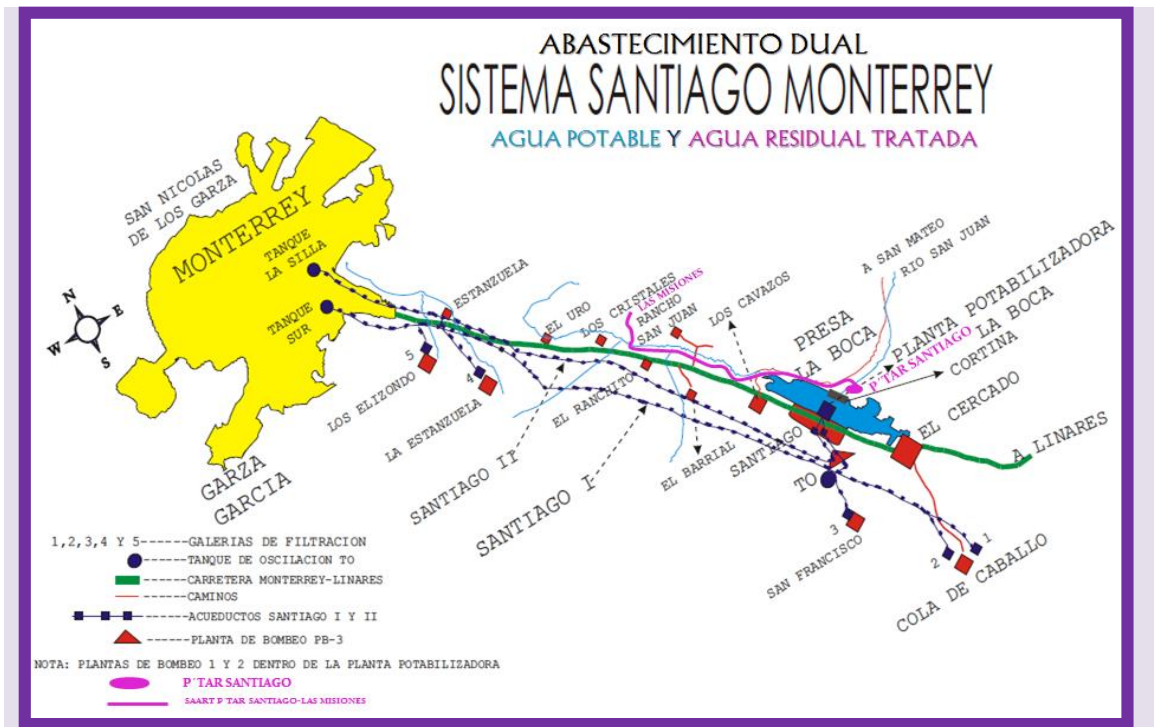 ABASTECIMIENTO DUAL
SISTEMA SANTIAGO MONTERREY
AGUA POTABLE Y AGUA RESIDUAL TRATADA
SAN NICOLAS
DE LOS GARZA
MONTERREY
TANQUE
LA SILLA
TANQUE
SUR
N
E
W
S
GARZA
GARCIA
ESTANZUELA
5
LOS ELIZONDO
4
LA ESTANZUELA
EL URO
LOS CRISTALES
LAS MISIONES
RANCHO
SAN JUAN
EL RANCHITO
SANTIAGO II
SANTIAGO I
EL BARRIAL
LOS CAVAZOS
PRESA
LA BOCA
A SAN MATEO
RIO SAN JUAN
PLANTA POTABILIZADORA
LA BOCA
P´TAR SANTIAGO
CORTINA
EL CERCADO
A LINARES
SANTIAGO
TO
3
SAN FRANCISCO
2
1
COLA DE CABALLO
1,2,3,4 Y 5------GALERIAS DE FILTRACION
------TANQUE DE OSCILACION TO
------CARRETERA MONTERREY-LINARES
------CAMINOS
------ACUEDUCTOS SANTIAGO I Y II
------PLANTA DE BOMBEO PB-3
NOTA: PLANTAS DE BOMBEO 1 Y 2 DENTRO DE LA PLANTA POTABILIZADORA
P´TAR SANTIAGO
SAART P´TAR SANTIAGO-LAS MISIONES